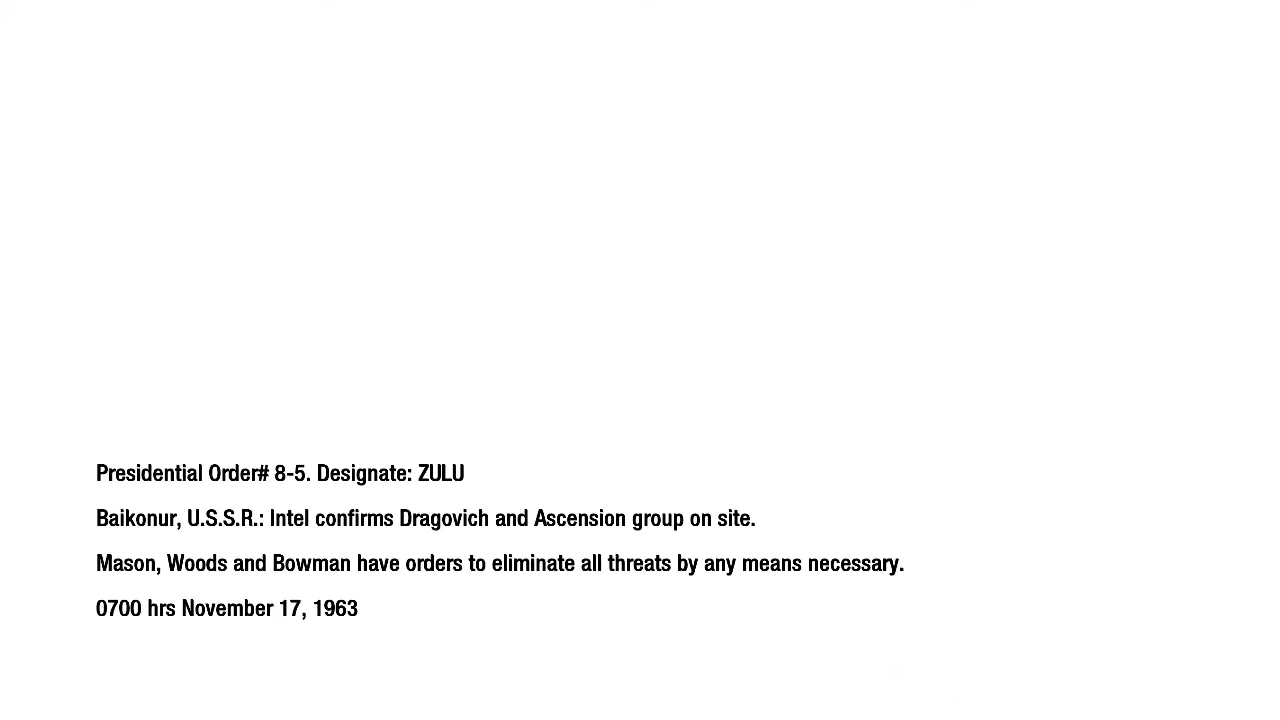 Presidential Order# 8-5. Designate: ZULU
Baikonur, U.S.S.R.: Intel confirms Dragovich and Ascension group on site.
Mason, Woods and Bowman have orders to eliminate all threats by any means necessary.
0700 hrs November 17, 1963